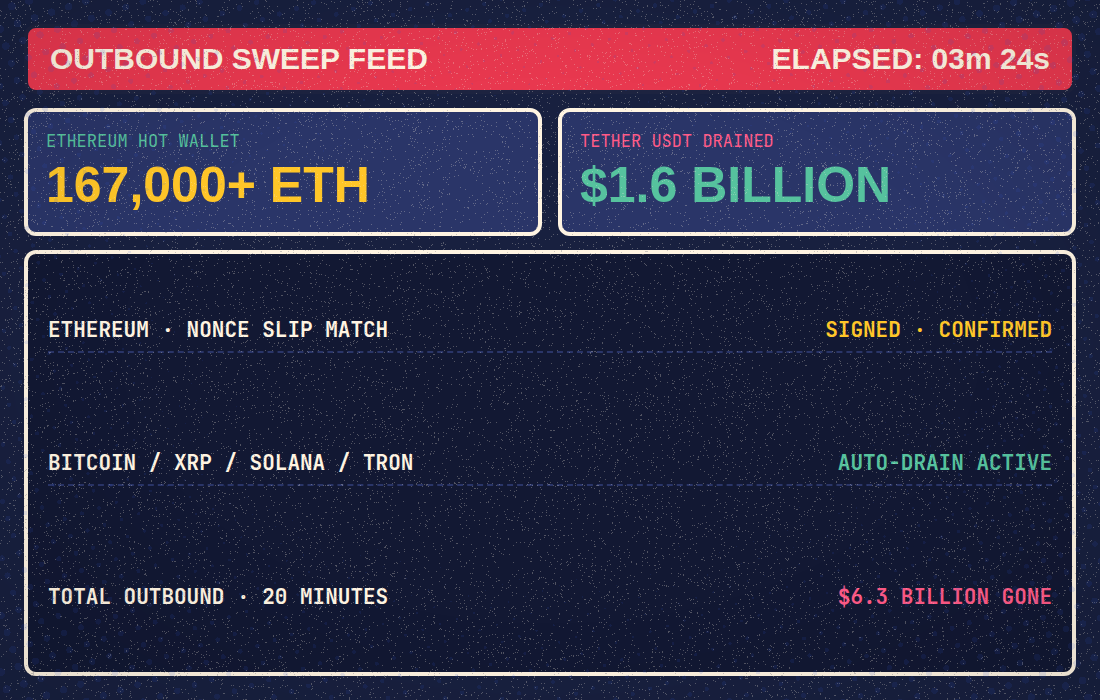 OUTBOUND SWEEP FEED
ELAPSED: 03m 24s
ETHEREUM HOT WALLET
167,000+ ETH
TETHER USDT DRAINED
$1.6 BILLION
ETHEREUM · NONCE SLIP MATCH
SIGNED · CONFIRMED
BITCOIN / XRP / SOLANA / TRON
AUTO-DRAIN ACTIVE
TOTAL OUTBOUND · 20 MINUTES
$6.3 BILLION GONE